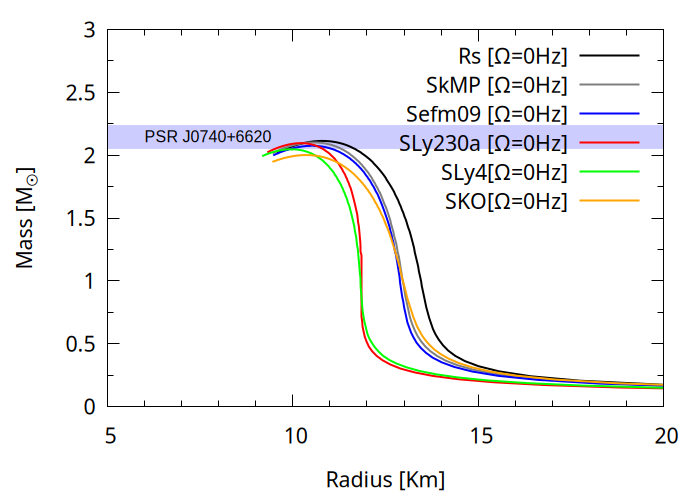 3
Rs [Ω=0Hz]
SkMP [Ω=0Hz]
2.5
Sefm09 [Ω=0Hz]
PSR J0740+6620
SLy230a [Ω=0Hz]
2
SLy4[Ω=0Hz]
SKO[Ω=0Hz]
1.5
Mass [M⊙]
1
0.5
0
5 10 15 20
Radius [Km]